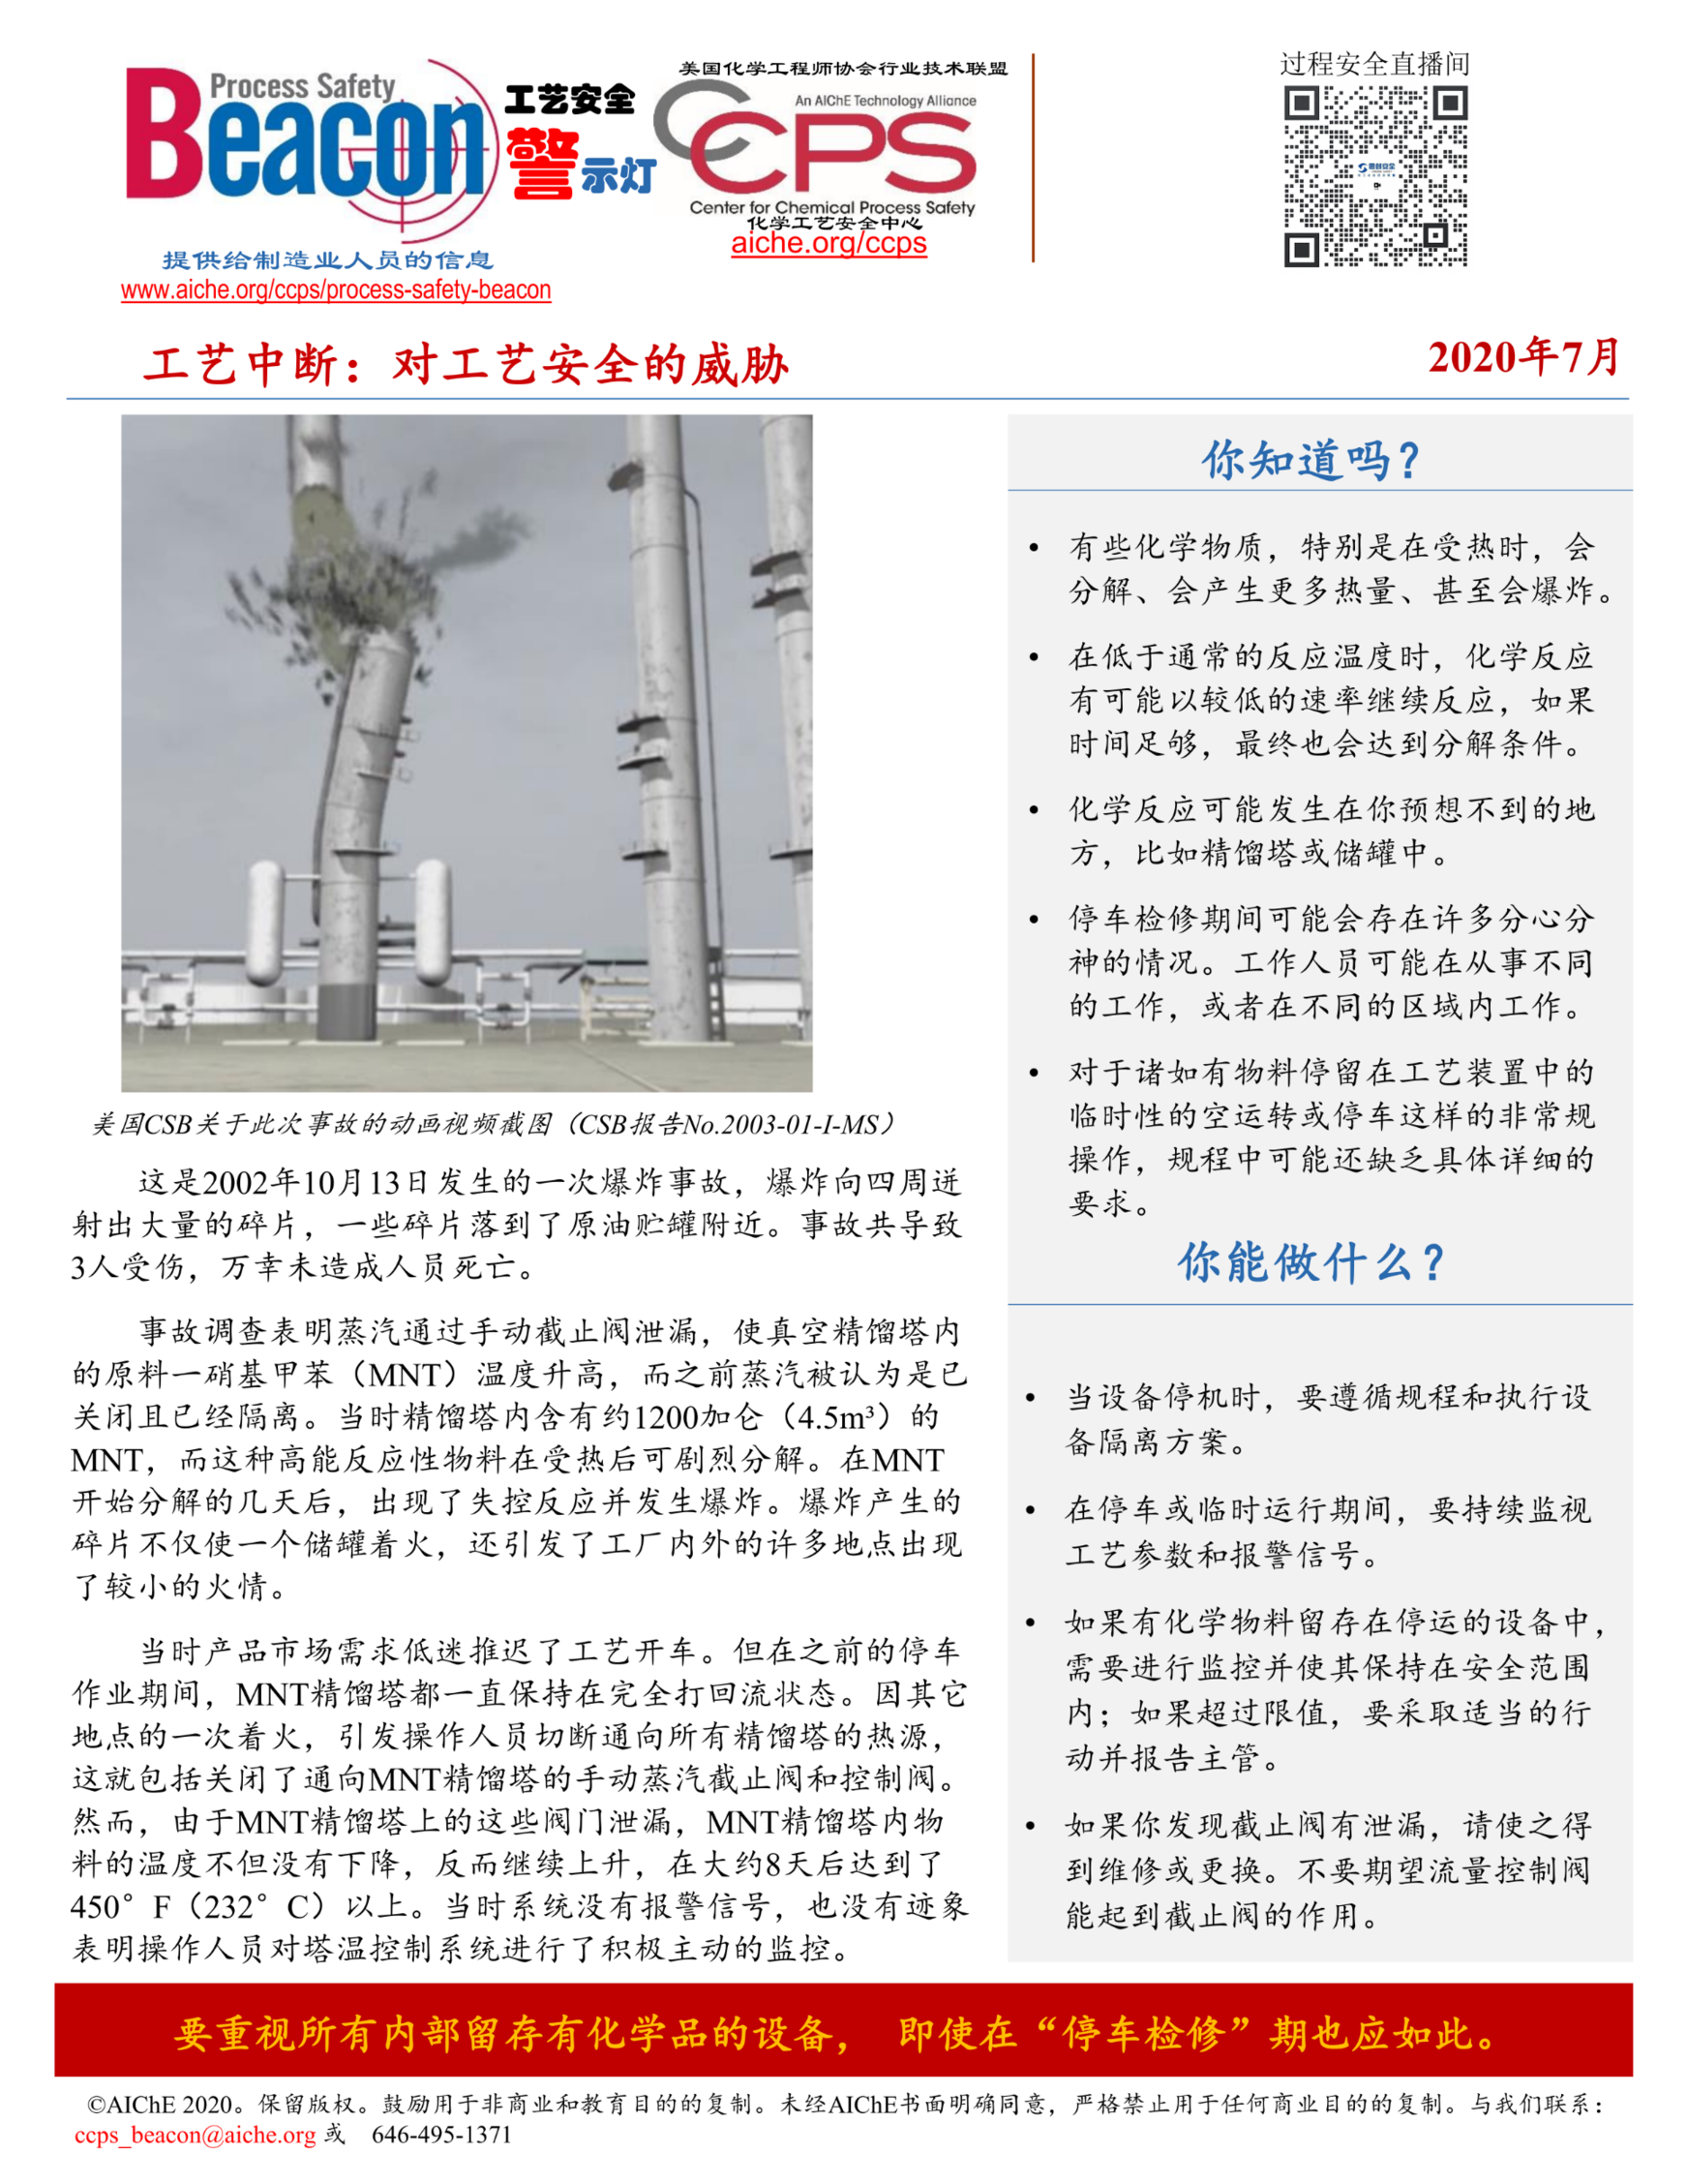 Process Safety
Beacon
工艺安全
警示灯
提供给制造业人员的信息
www.aiche.org/ccps/process-safety-beacon
美国化学工程师协会行业技术联盟
An AIChE Technology Alliance
CCPS
Center for Chemical Process Safety
化学工艺安全中心
aiche.org/ccps
过程安全直播间
工艺中断：对工艺安全的威胁
2020年7月
美国CSB关于此次事故的动画视频截图（CSB报告No.2003-01-I-MS）
这是2002年10月13日发生的一次爆炸事故，爆炸向四周迸
射出大量的碎片，一些碎片落到了原油贮罐附近。事故共导致
3人受伤，万幸未造成人员死亡。
事故调查表明蒸汽通过手动截止阀泄漏，使真空精馏塔内
的原料一硝基甲苯（MNT）温度升高，而之前蒸汽被认为是已
关闭且已经隔离。当时精馏塔内含有约1200加仑（4.5m³）的
MNT，而这种高能反应性物料在受热后可剧烈分解。在MNT
开始分解的几天后，出现了失控反应并发生爆炸。爆炸产生的
碎片不仅使一个储罐着火，还引发了工厂内外的许多地点出现
了较小的火情。
当时产品市场需求低迷推迟了工艺开车。但在之前的停车
作业期间，MNT精馏塔都一直保持在完全打回流状态。因其它
地点的一次着火，引发操作人员切断通向所有精馏塔的热源，
这就包括关闭了通向MNT精馏塔的手动蒸汽截止阀和控制阀。
然而，由于MNT精馏塔上的这些阀门泄漏，MNT精馏塔内物
料的温度不但没有下降，反而继续上升，在大约8天后达到了
450°F（232°C）以上。当时系统没有报警信号，也没有迹象
表明操作人员对塔温控制系统进行了积极主动的监控。
你知道吗？
• 有些化学物质，特别是在受热时，会
分解、会产生更多热量、甚至会爆炸。
• 在低于通常的反应温度时，化学反应
有可能以较低的速率继续反应，如果
时间足够，最终也会达到分解条件。
• 化学反应可能发生在你预想不到的地
方，比如精馏塔或储罐中。
• 停车检修期间可能会存在许多分心分
神的情况。工作人员可能在从事不同
的工作，或者在不同的区域内工作。
• 对于诸如有物料停留在工艺装置中的
临时性的空运转或停车这样的非常规
操作，规程中可能还缺乏具体详细的
要求。
你能做什么？
• 当设备停机时，要遵循规程和执行设
备隔离方案。
• 在停车或临时运行期间，要持续监视
工艺参数和报警信号。
• 如果有化学物料留存在停运的设备中，
需要进行监控并使其保持在安全范围
内；如果超过限值，要采取适当的行
动并报告主管。
• 如果你发现截止阀有泄漏，请使之得
到维修或更换。不要期望流量控制阀
能起到截止阀的作用。
要重视所有内部留存有化学品的设备， 即使在“停车检修”期也应如此。
©AIChE 2020。保留版权。鼓励用于非商业和教育目的的复制。未经AIChE书面明确同意，严格禁止用于任何商业目的的复制。与我们联系：
ccps_beacon@aiche.org 或 646-495-1371